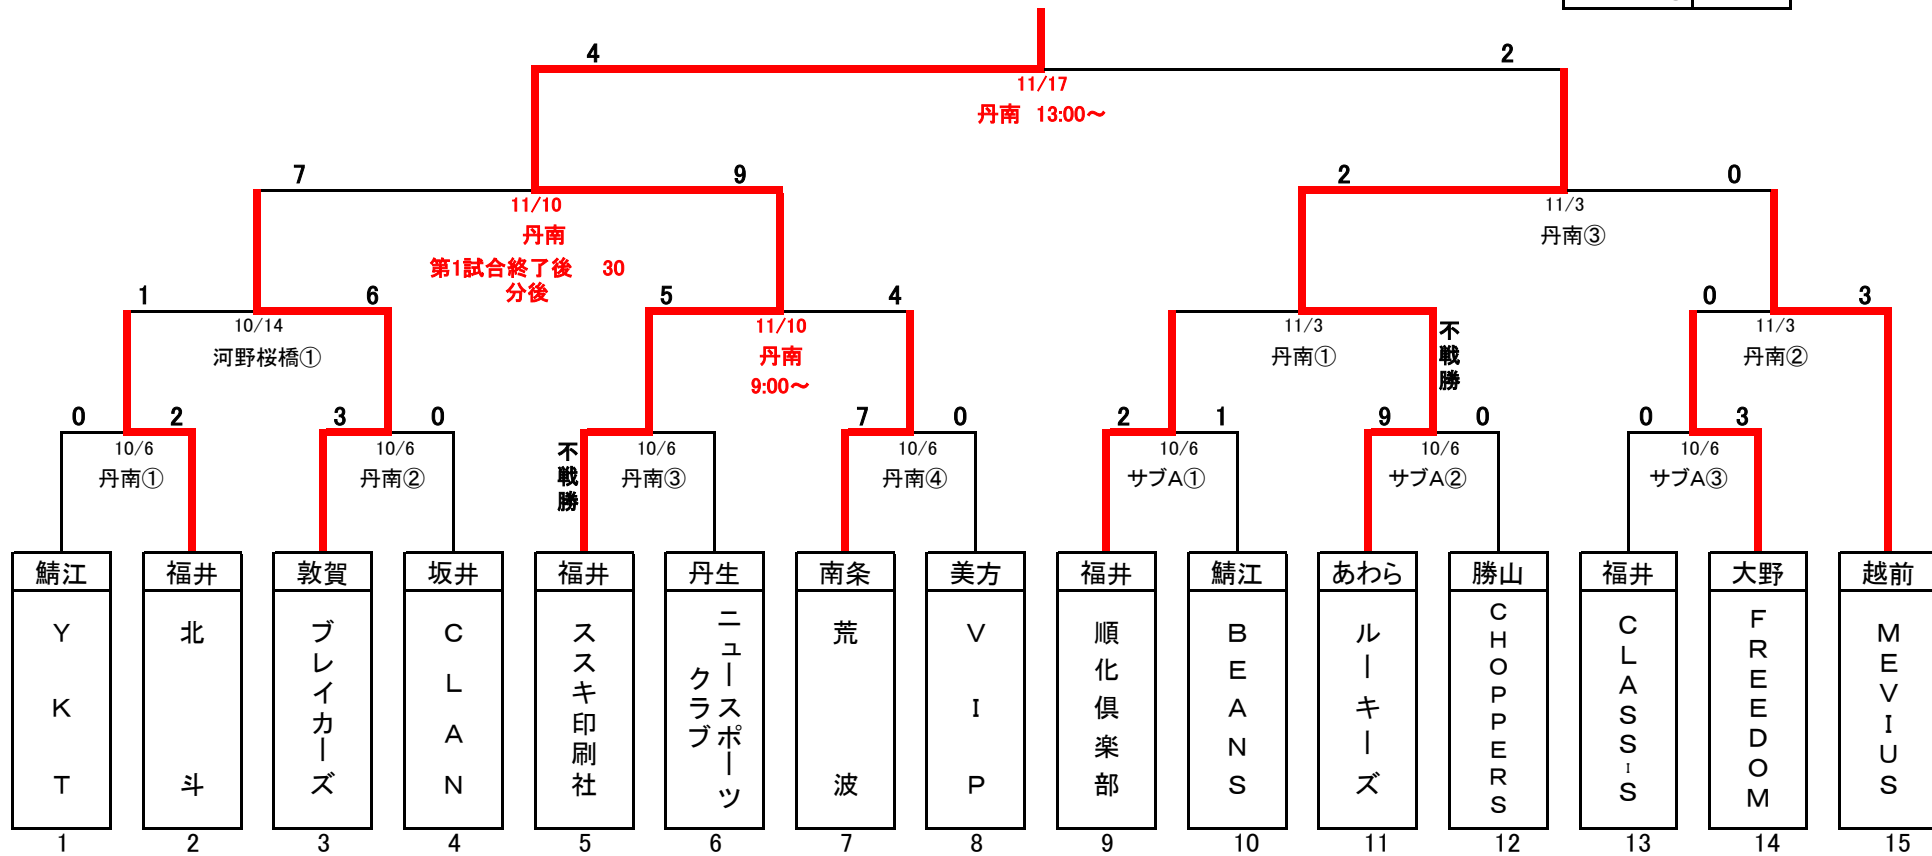 4
2
11/17
丹南 13:00～
7
9
2
0
11/10
丹南
第1試合終了後 30
分後
11/3
丹南③
1
6
5
4
0
3
10/14
河野桜橋①
11/10
丹南
9:00～
11/3
丹南①
不戦勝
11/3
丹南②
0
2
3
0
7
0
2
1
9
0
0
3
10/6
丹南①
10/6
丹南②
不戦勝
10/6
丹南③
10/6
丹南④
10/6
サブA①
10/6
サブA②
10/6
サブA③
鯖江
福井
敦賀
坂井
福井
丹生
南条
美方
福井
鯖江
あわら
勝山
福井
大野
越前
YKT
北斗
ブレイカーズ
CLAN
ススキ印刷社
ニュースポーツ
クラブ
荒波
VIP
順化倶楽部
BEANS
ルーキーズ
CHOPPERS
CLASSIS
FREEDOM
MEVIUS
1
2
3
4
5
6
7
8
9
10
11
12
13
14
15